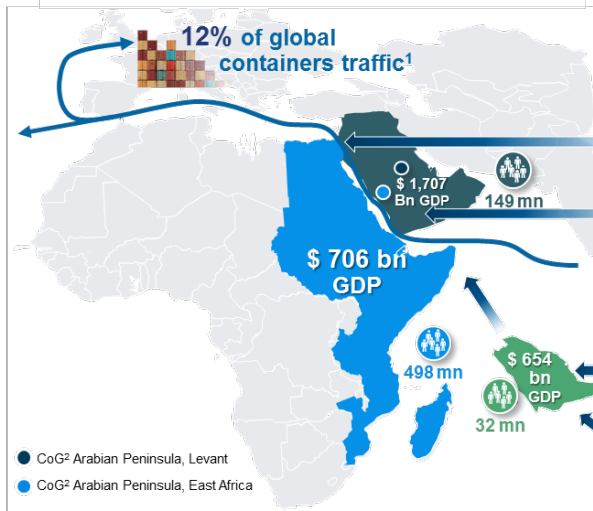 12% of global
containers traffic¹
$ 1,707
Bn GDP
149 mn
$ 706 bn
GDP
498 mn
$ 654
bn
GDP
32 mn
CoG² Arabian Peninsula, Levant
CoG² Arabian Peninsula, East Africa